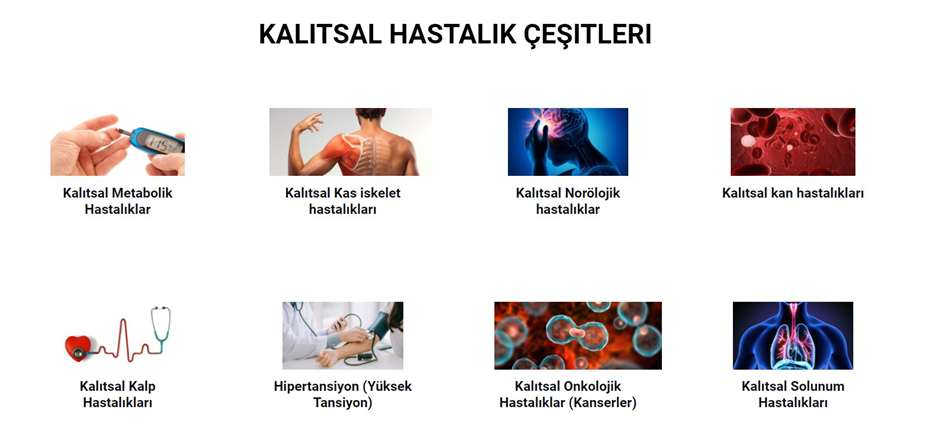 KALITSAL HASTALIK ÇEŞITLERI
Kalıtsal Metabolik
Hastalıklar
Kalıtsal Kas iskelet
hastalıkları
Kalıtsal Norölojik
hastalıklar
Kalıtsal kan hastalıkları
Kalıtsal Kalp
Hastalıkları
Hipertansiyon (Yüksek
Tansiyon)
Kalıtsal Onkolojik
Hastalıklar (Kanserler)
Kalıtsal Solunum
Hastalıkları